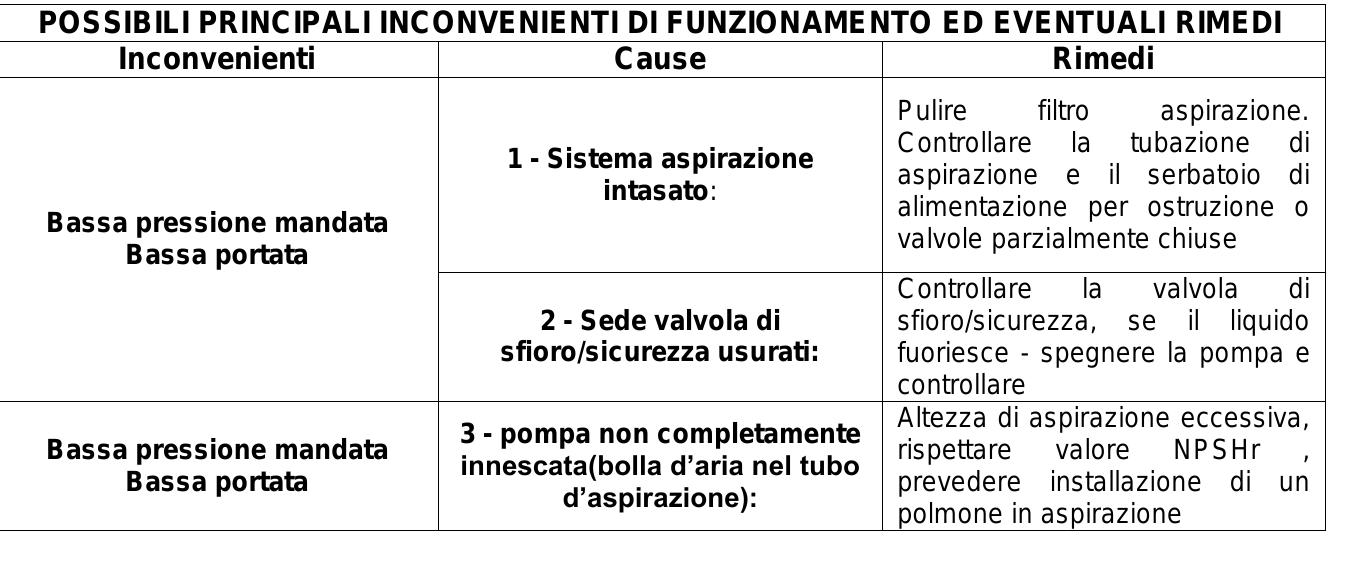 POSSIBILI PRINCIPALI INCONVENIENTI DI FUNZIONAMENTO ED EVENTUALI RIMEDI
Inconvenienti
Cause
Rimedi
Bassa pressione mandata
Bassa portata
1 - Sistema aspirazione
intasato:
Pulire filtro aspirazione.
Controllare la tubazione di
aspirazione e il serbatoio di
alimentazione per ostruzione o
valvole parzialmente chiuse
2 - Sede valvola di
sfioro/sicurezza usurati:
Controllare la valvola di
sfioro/sicurezza, se il liquido
fuoriesce - spegnere la pompa e
controllare
Bassa pressione mandata
Bassa portata
3 - pompa non completamente
innescata(bolla d’aria nel tubo
d’aspirazione):
Altezza di aspirazione eccessiva,
rispettare valore NPSHr ,
prevedere installazione di un
polmone in aspirazione